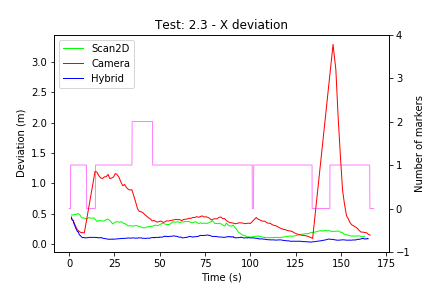 Test: 2.3 - X deviation
Scan2D
Camera
Hybrid
Deviation (m)
3.0
2.5
2.0
1.5
1.0
0.5
0.0
Number of markers
4
3
2
1
0
−1
0 25 50 75 100 125 150 175
Time (s)